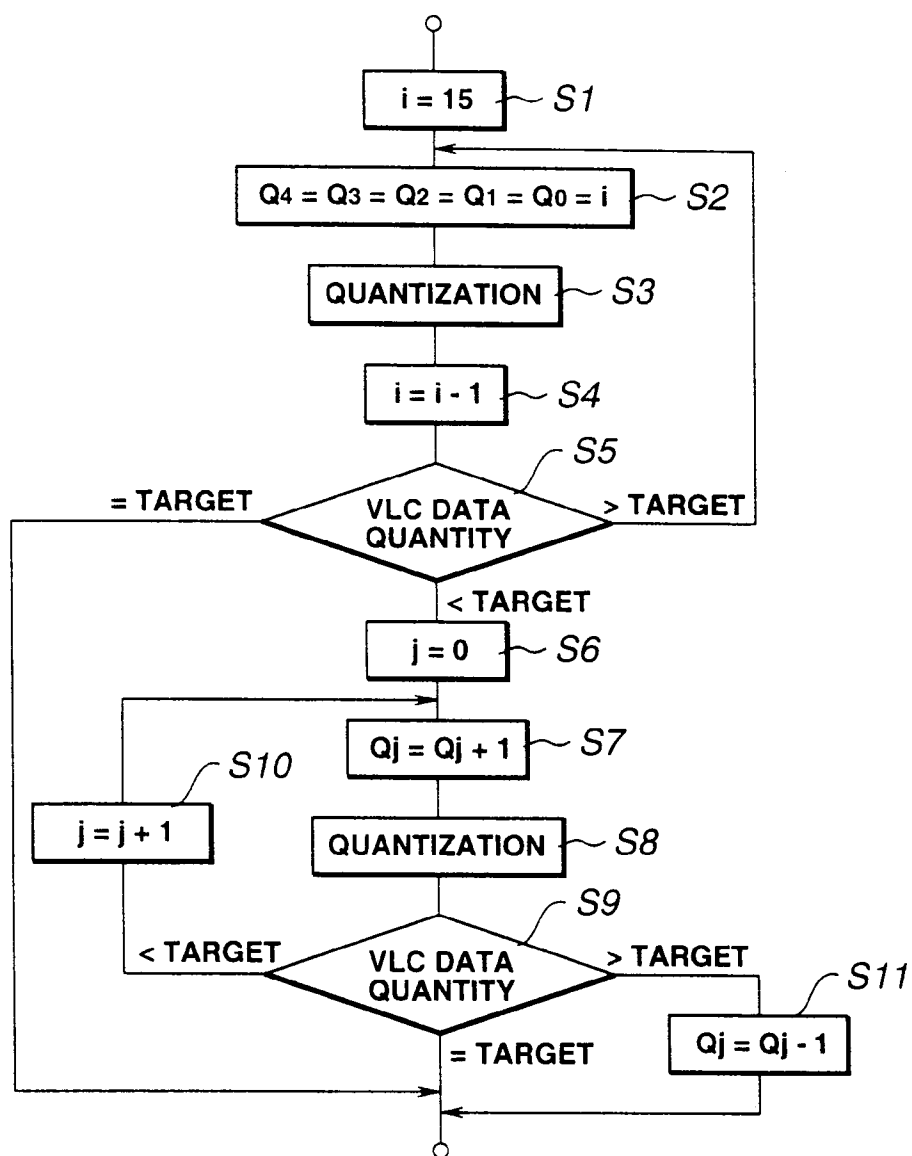 i = 15
S1
Q4 = Q3 = Q2 = Q1 = Q0 = i
S2
QUANTIZATION
S3
i = i - 1
S4
S5
= TARGET
VLC DATA
QUANTITY
> TARGET
< TARGET
j = 0
S6
Qj = Qj + 1
S7
S10
j = j + 1
QUANTIZATION
S8
S9
< TARGET
VLC DATA
QUANTITY
> TARGET
S11
Qj = Qj - 1
= TARGET